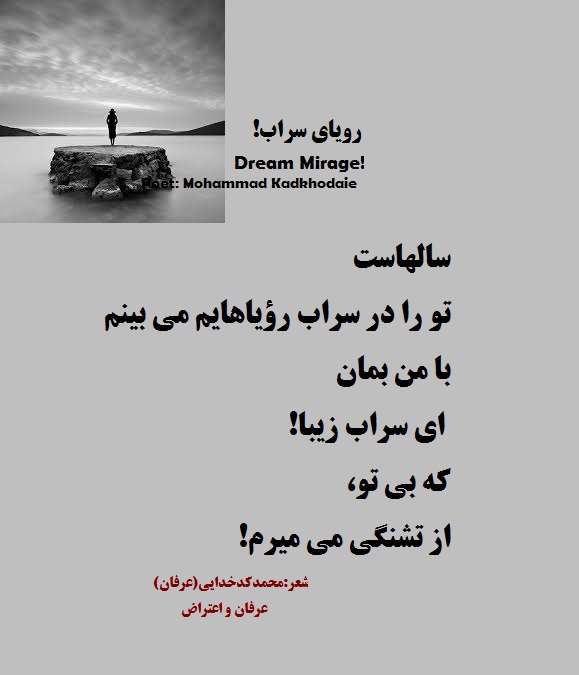 رویای سراب!
Dream Mirage!
Poet: Mohammad Kadkhodaie
سالهاست
تو را در سراب رؤیاهایم می بینم
با من بمان
ای سراب زیبا!
که بی تو،
از تشنگی می میرم!
شعر:محمدکدخدایی(عرفان)
عرفان و اعتراض